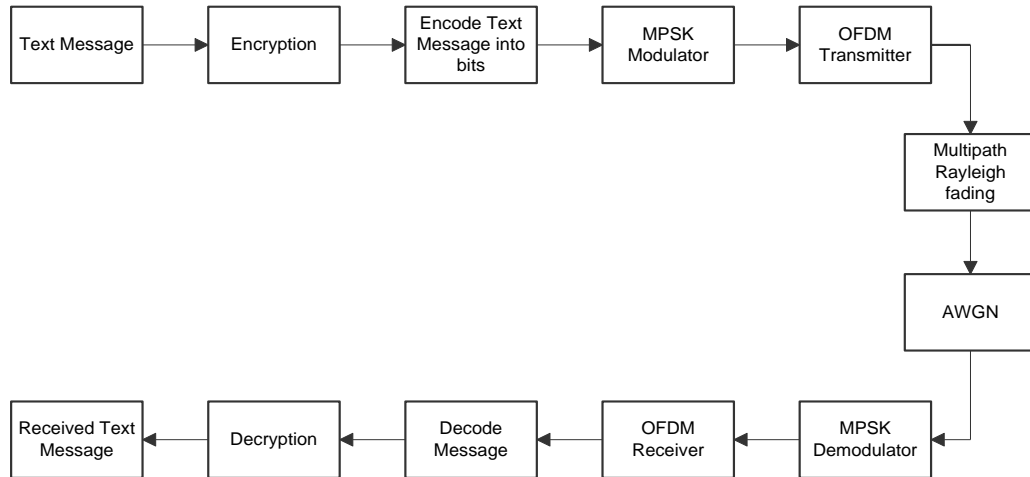 Text Message
Encryption
Encode Text
Message into
bits
MPSK
Modulator
OFDM
Transmitter
Multipath
Rayleigh
fading
AWGN
Received Text
Message
Decryption
Decode
Message
OFDM
Receiver
MPSK
Demodulator